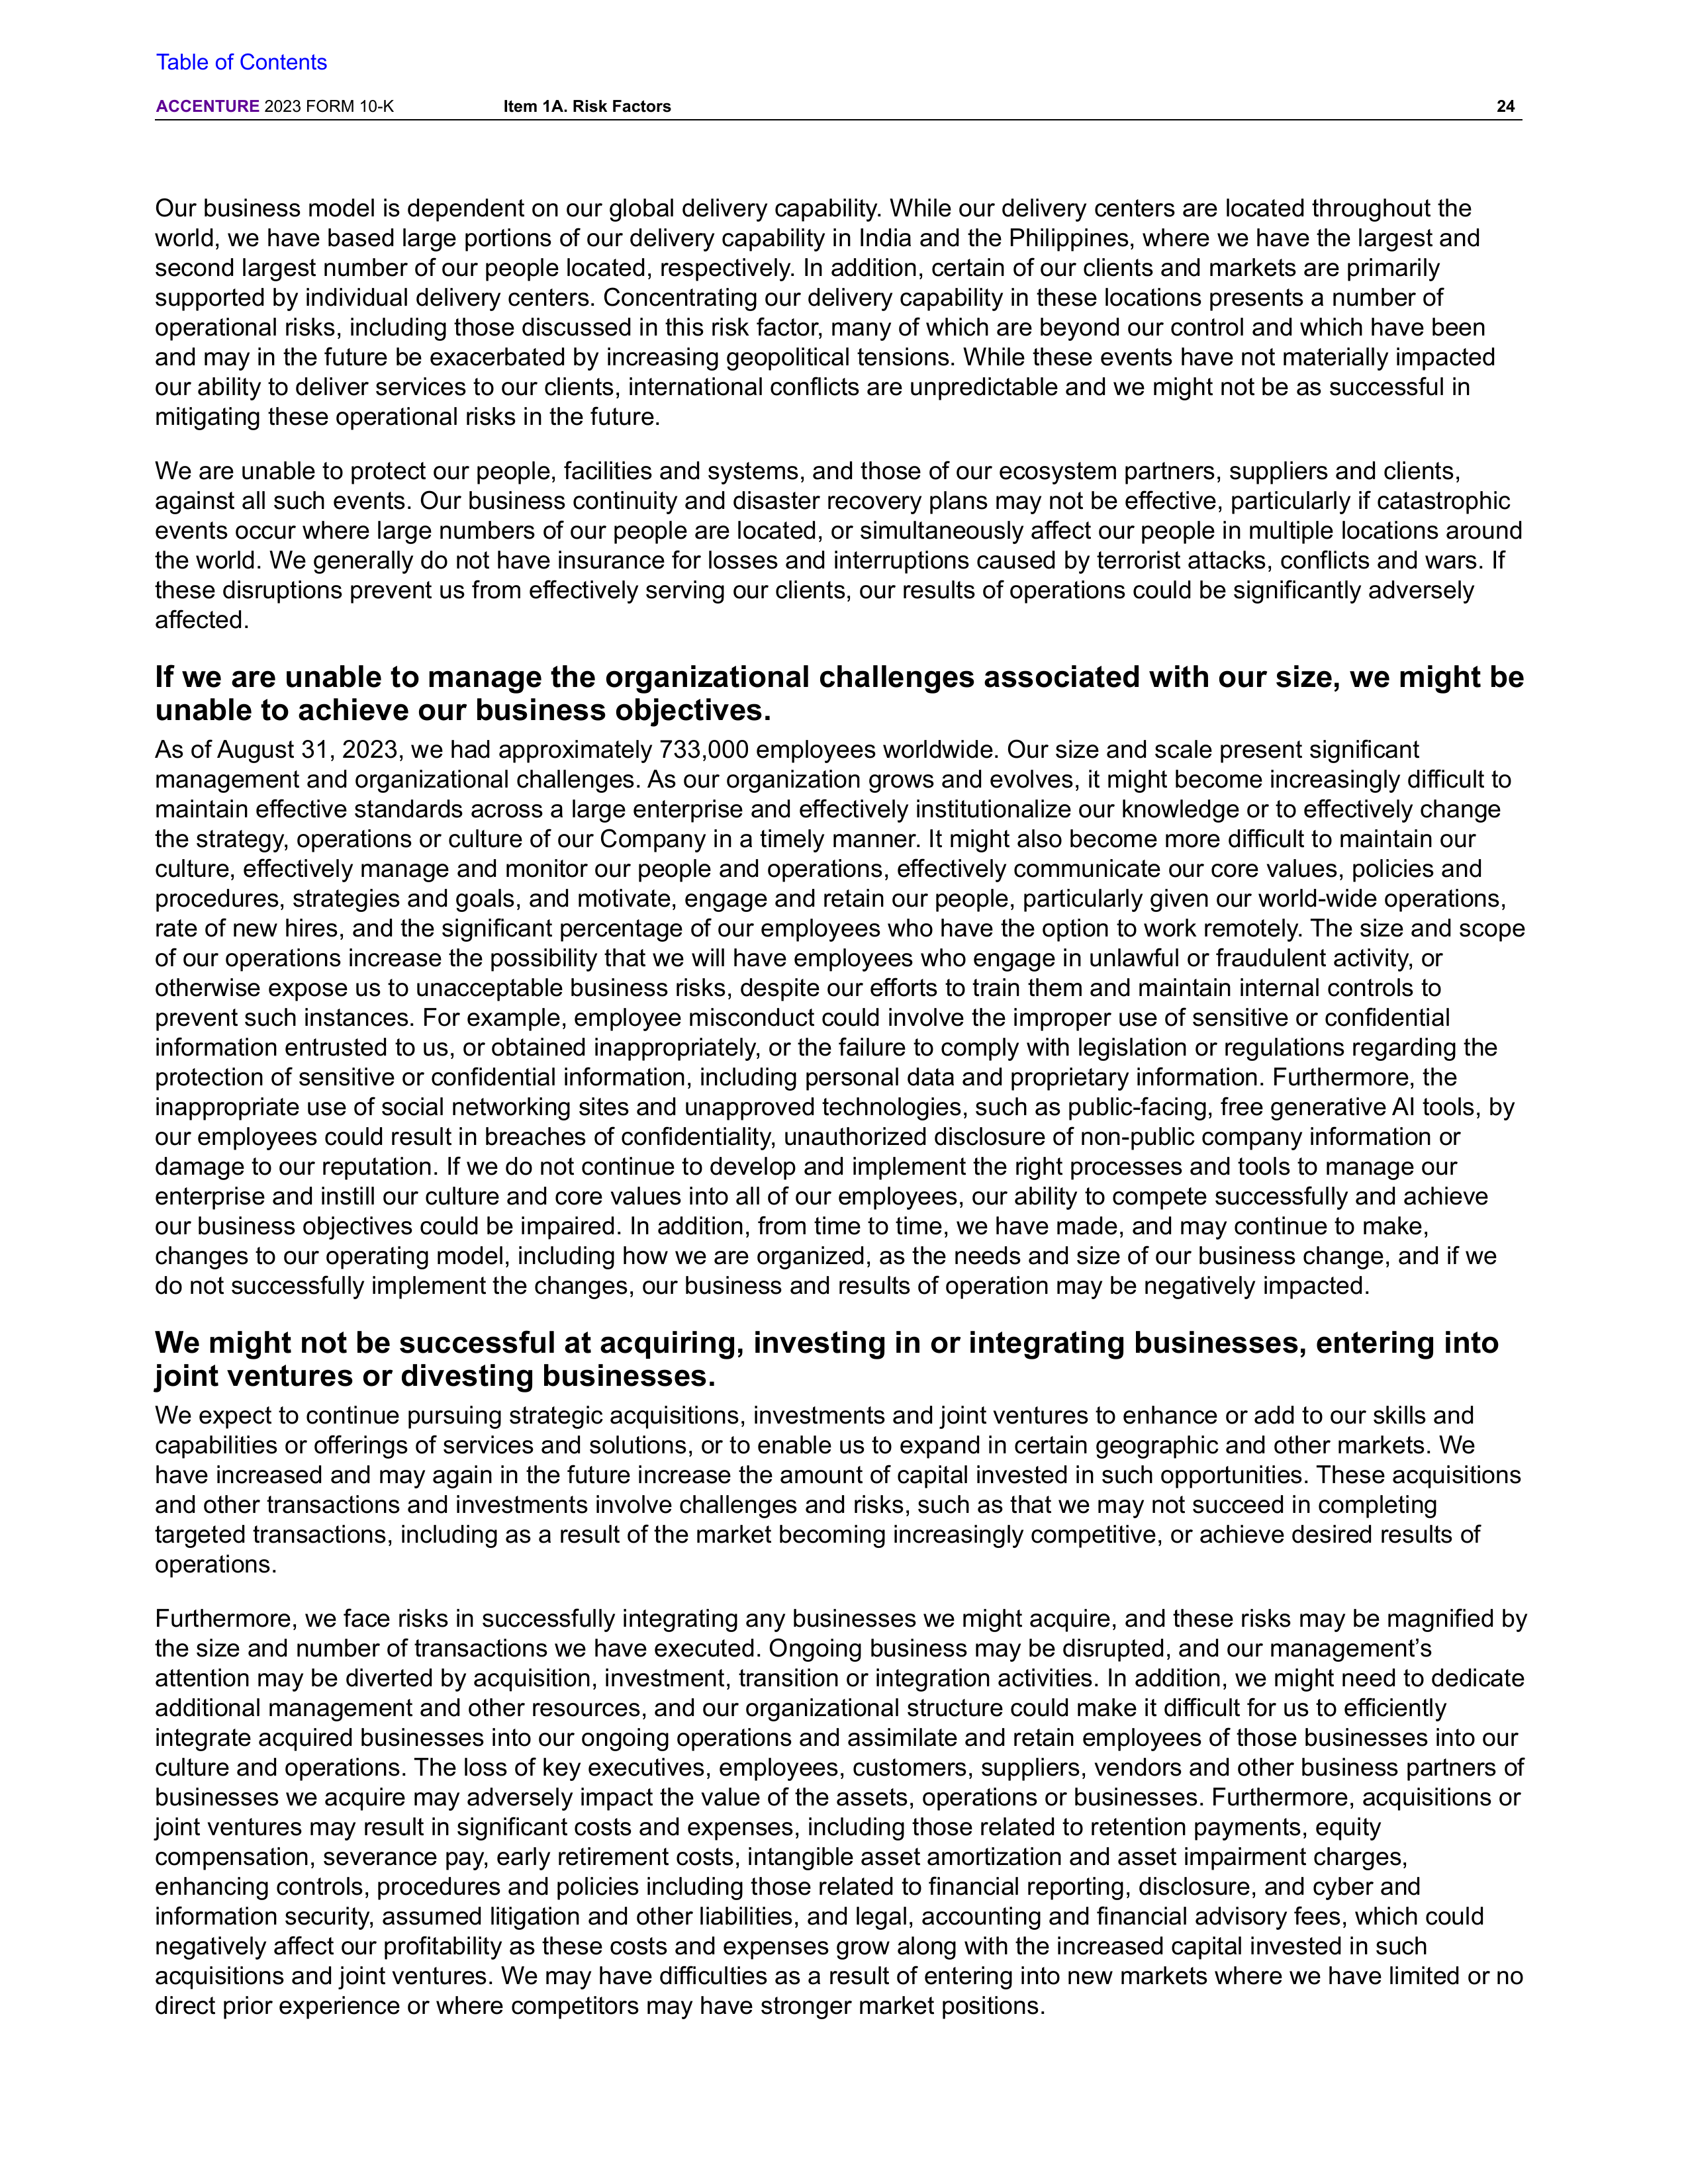 Table of Contents
ACCENTURE 2023 FORM 10-K Item 1A. Risk Factors 24
Our business model is dependent on our global delivery capability. While our delivery centers are located throughout the
world, we have based large portions of our delivery capability in India and the Philippines, where we have the largest and
second largest number of our people located, respectively. In addition, certain of our clients and markets are primarily
supported by individual delivery centers. Concentrating our delivery capability in these locations presents a number of
operational risks, including those discussed in this risk factor, many of which are beyond our control and which have been
and may in the future be exacerbated by increasing geopolitical tensions. While these events have not materially impacted
our ability to deliver services to our clients, international conflicts are unpredictable and we might not be as successful in
mitigating these operational risks in the future.
We are unable to protect our people, facilities and systems, and those of our ecosystem partners, suppliers and clients,
against all such events. Our business continuity and disaster recovery plans may not be effective, particularly if catastrophic
events occur where large numbers of our people are located, or simultaneously affect our people in multiple locations around
the world. We generally do not have insurance for losses and interruptions caused by terrorist attacks, conflicts and wars. If
these disruptions prevent us from effectively serving our clients, our results of operations could be significantly adversely
affected.
If we are unable to manage the organizational challenges associated with our size, we might be
unable to achieve our business objectives.
As of August 31, 2023, we had approximately 733,000 employees worldwide. Our size and scale present significant
management and organizational challenges. As our organization grows and evolves, it might become increasingly difficult to
maintain effective standards across a large enterprise and effectively institutionalize our knowledge or to effectively change
the strategy, operations or culture of our Company in a timely manner. It might also become more difficult to maintain our
culture, effectively manage and monitor our people and operations, effectively communicate our core values, policies and
procedures, strategies and goals, and motivate, engage and retain our people, particularly given our world-wide operations,
rate of new hires, and the significant percentage of our employees who have the option to work remotely. The size and scope
of our operations increase the possibility that we will have employees who engage in unlawful or fraudulent activity, or
otherwise expose us to unacceptable business risks, despite our efforts to train them and maintain internal controls to
prevent such instances. For example, employee misconduct could involve the improper use of sensitive or confidential
information entrusted to us, or obtained inappropriately, or the failure to comply with legislation or regulations regarding the
protection of sensitive or confidential information, including personal data and proprietary information. Furthermore, the
inappropriate use of social networking sites and unapproved technologies, such as public-facing, free generative AI tools, by
our employees could result in breaches of confidentiality, unauthorized disclosure of non-public company information or
damage to our reputation. If we do not continue to develop and implement the right processes and tools to manage our
enterprise and instill our culture and core values into all of our employees, our ability to compete successfully and achieve
our business objectives could be impaired. In addition, from time to time, we have made, and may continue to make,
changes to our operating model, including how we are organized, as the needs and size of our business change, and if we
do not successfully implement the changes, our business and results of operation may be negatively impacted.
We might not be successful at acquiring, investing in or integrating businesses, entering into
joint ventures or divesting businesses.
We expect to continue pursuing strategic acquisitions, investments and joint ventures to enhance or add to our skills and
capabilities or offerings of services and solutions, or to enable us to expand in certain geographic and other markets. We
have increased and may again in the future increase the amount of capital invested in such opportunities. These acquisitions
and other transactions and investments involve challenges and risks, such as that we may not succeed in completing
targeted transactions, including as a result of the market becoming increasingly competitive, or achieve desired results of
operations.
Furthermore, we face risks in successfully integrating any businesses we might acquire, and these risks may be magnified by
the size and number of transactions we have executed. Ongoing business may be disrupted, and our management’s
attention may be diverted by acquisition, investment, transition or integration activities. In addition, we might need to dedicate
additional management and other resources, and our organizational structure could make it difficult for us to efficiently
integrate acquired businesses into our ongoing operations and assimilate and retain employees of those businesses into our
culture and operations. The loss of key executives, employees, customers, suppliers, vendors and other business partners of
businesses we acquire may adversely impact the value of the assets, operations or businesses. Furthermore, acquisitions or
joint ventures may result in significant costs and expenses, including those related to retention payments, equity
compensation, severance pay, early retirement costs, intangible asset amortization and asset impairment charges,
enhancing controls, procedures and policies including those related to financial reporting, disclosure, and cyber and
information security, assumed litigation and other liabilities, and legal, accounting and financial advisory fees, which could
negatively affect our profitability as these costs and expenses grow along with the increased capital invested in such
acquisitions and joint ventures. We may have difficulties as a result of entering into new markets where we have limited or no
direct prior experience or where competitors may have stronger market positions.